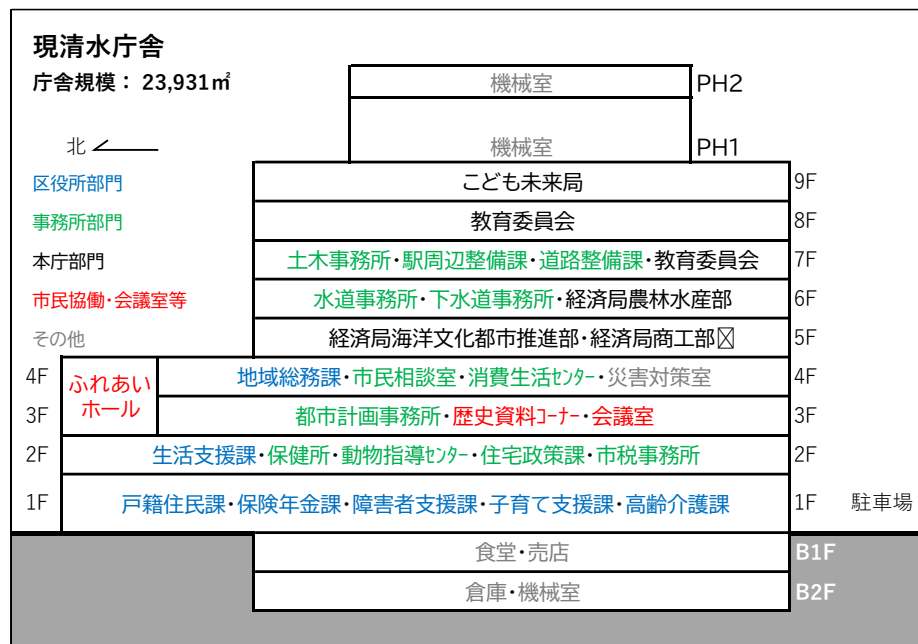 現清水庁舎
庁舎規模： 23,931㎡
機械室 PH2
北
機械室 PH1
区役所部門 こども未来局 9F
事務所部門 教育委員会 8F
本庁部門 土木事務所・駅周辺整備課・道路整備課・教育委員会 7F
市民協働・会議室等 水道事務所・下水道事務所・経済局農林水産部 6F
その他 経済局海洋文化都市推進部・経済局商工部 5F
4F ふれあい 地域総務課・市民相談室・消費生活センター・災害対策室 4F
3F ホール 都市計画事務所・歴史資料コーナー・会議室 3F
2F 生活支援課・保健所・動物指導センター・住宅政策課・市税事務所 2F
1F 戸籍住民課・保険年金課・障害者支援課・子育て支援課・高齢介護課 1F 駐車場
食堂・売店 B1F
倉庫・機械室 B2F